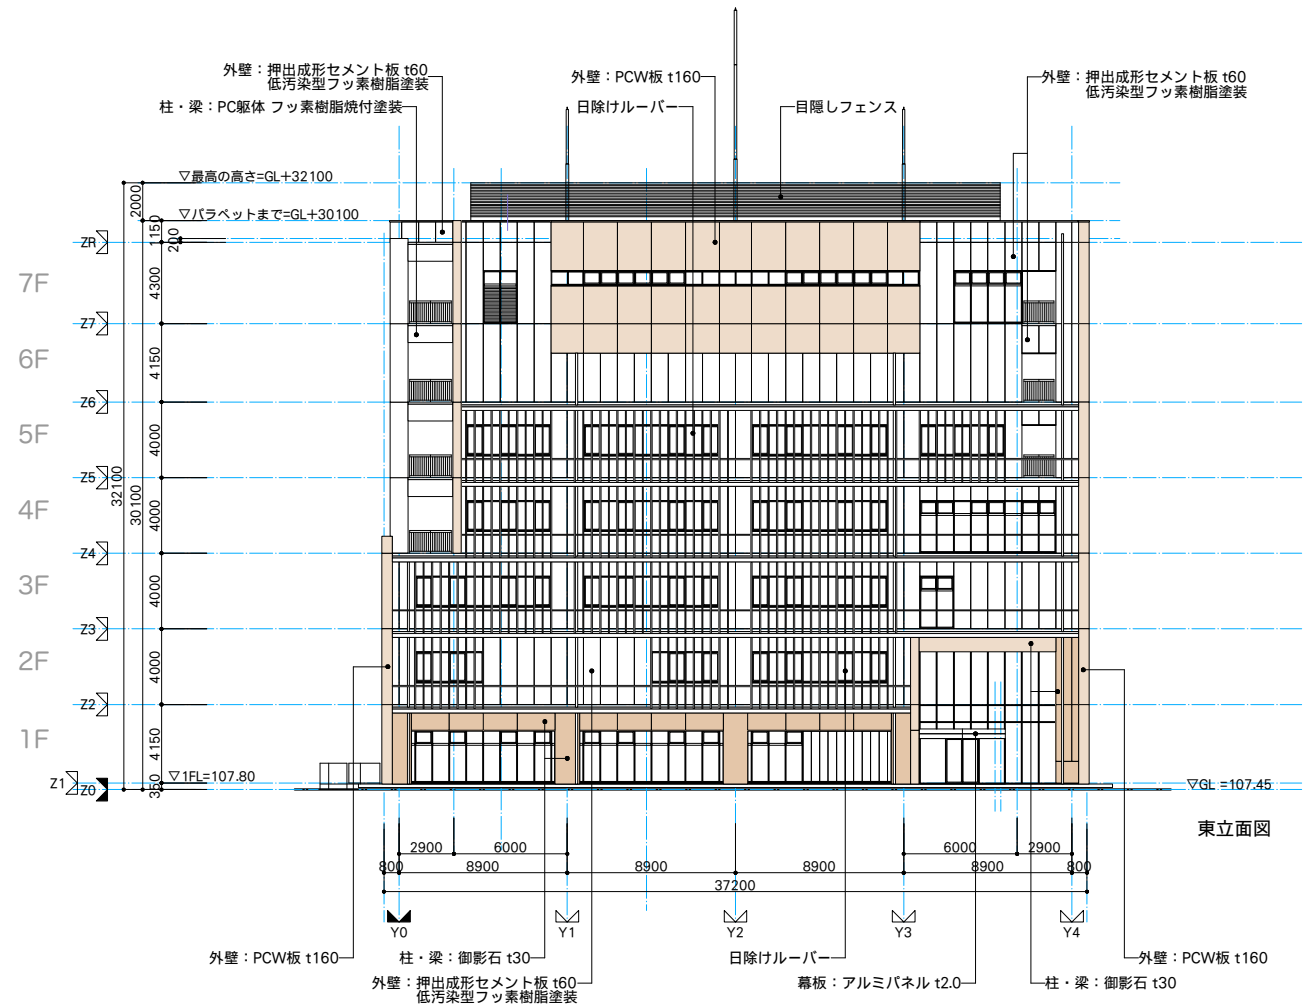 外壁：押出成形セメント板 t60
低汚染型フッ素樹脂塗装
柱・梁：PC躯体 フッ素樹脂焼付塗装
外壁：PCW板 t160
日除けルーバー
目隠しフェンス
外壁：押出成形セメント板 t60
低汚染型フッ素樹脂塗装
▽最高の高さ=GL+32100
▽パラペットまで=GL+30100
2000
1150
200
ZR
7F
4300
Z7
6F
4150
Z6
5F
4000
Z5
32100
30100
4F
4000
Z4
3F
4000
Z3
2F
4000
Z2
1F
4150
▽1FL=107.80
Z1
Z0
350
▽GL =107.45
東立面図
2900
6000
6000
2900
800
8900
8900
8900
8900
800
37200
Y0
Y1
Y2
Y3
Y4
外壁：PCW板 t160
柱・梁：御影石 t30
日除けルーバー
外壁：PCW板 t160
外壁：押出成形セメント板 t60
低汚染型フッ素樹脂塗装
幕板：アルミパネル t2.0
柱・梁：御影石 t30